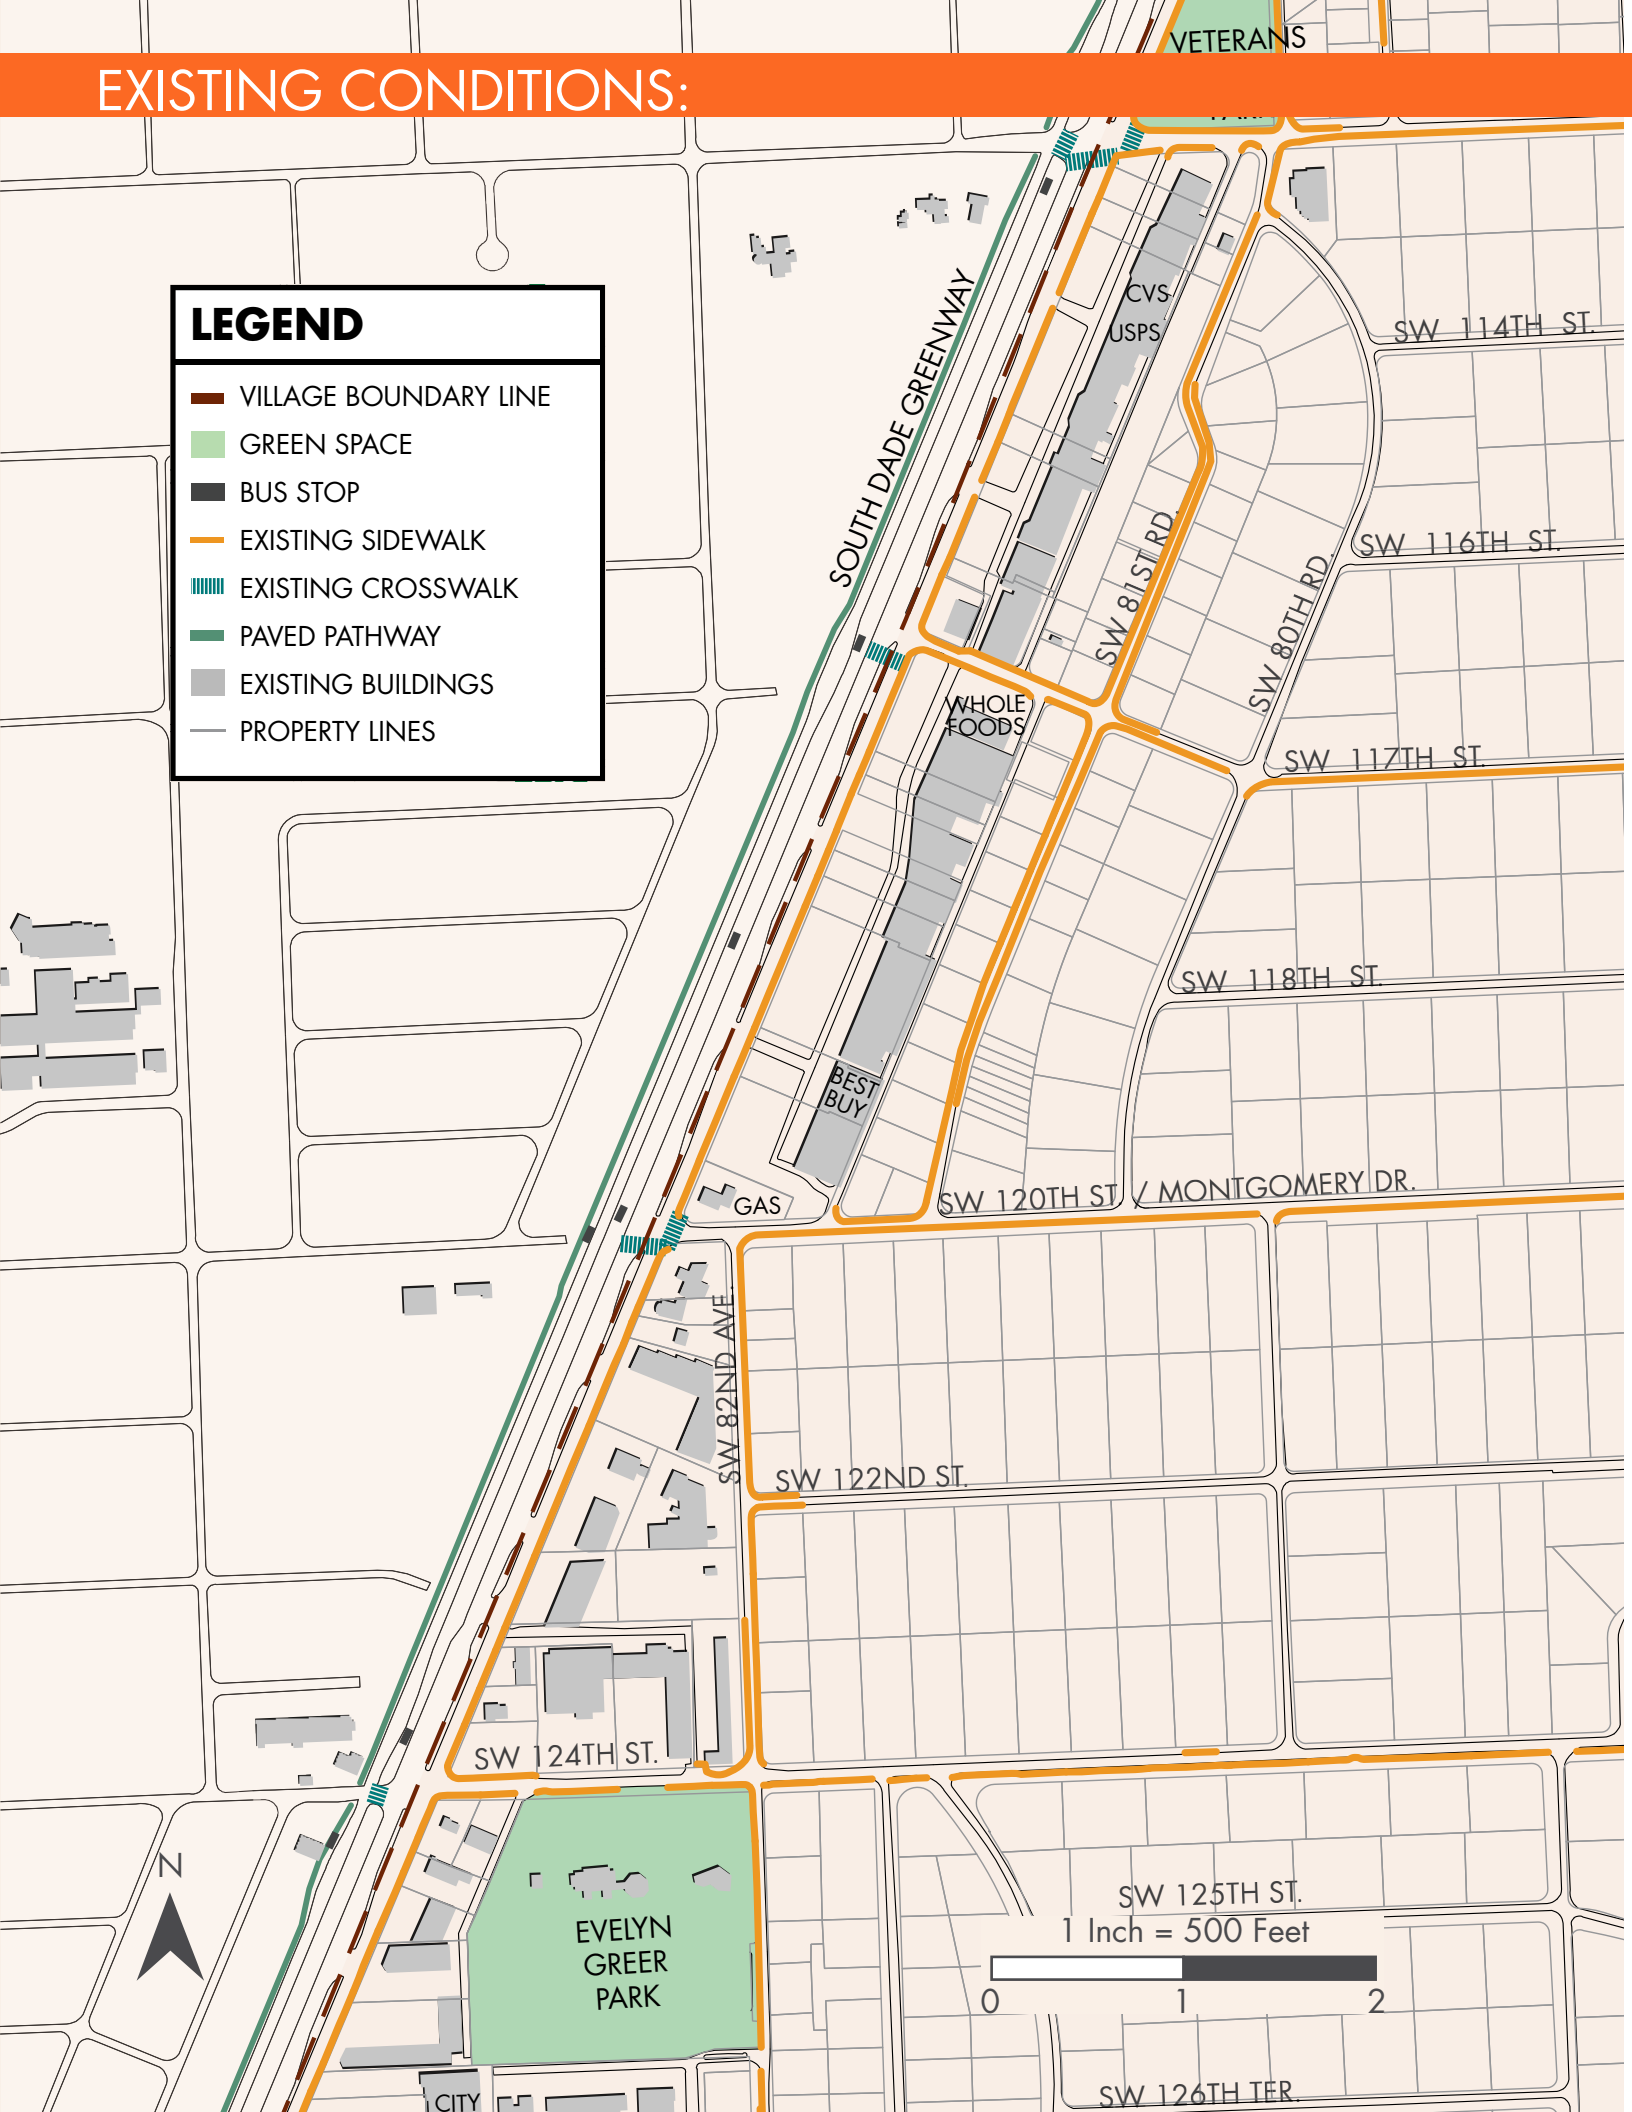 VETERANS
EXISTING CONDITIONS:
LEGEND
VILLAGE BOUNDARY LINE
GREEN SPACE
BUS STOP
EXISTING SIDEWALK
EXISTING CROSSWALK
PAVED PATHWAY
EXISTING BUILDINGS
PROPERTY LINES
SOUTH DADE GREENWAY
CVS
USPS
SW 114TH ST.
SW 116TH ST.
SW 81ST RD.
SW 80TH RD.
WHOLE
FOODS
SW 117TH ST.
SW 118TH ST.
BEST
BUY
GAS
SW 120TH ST / MONTGOMERY DR.
SW 82ND AVE.
SW 122ND ST.
SW 124TH ST.
N
EVELYN
GREER
PARK
SW 125TH ST.
1 Inch = 500 Feet
0 1 2
SW 126TH TER.
CITY